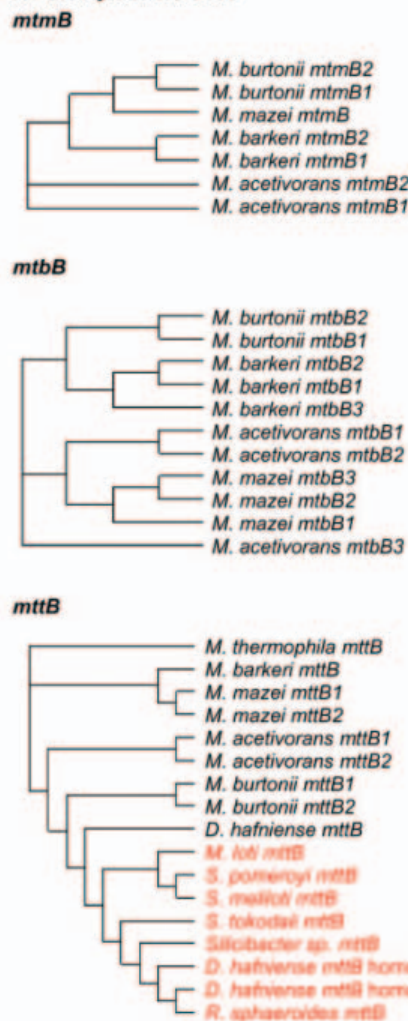 mtmB
M. burtonii mtmB2
M. burtonii mtmB1
M. mazei mtmB
M. barkeri mtmB2
M. barkeri mtmB1
M. acetivorans mtmB2
M. acetivorans mtmB1
mtbB
M. burtonii mtbB2
M. burtonii mtbB1
M. barkeri mtbB2
M. barkeri mtbB1
M. barkeri mtbB3
M. acetivorans mtbB1
M. acetivorans mtbB2
M. mazei mtbB3
M. mazei mtbB2
M. mazei mtbB1
M. acetivorans mtbB3
mttB
M. thermophila mttB
M. barkeri mttB
M. mazei mttB1
M. mazei mttB2
M. acetivorans mttB1
M. acetivorans mttB2
M. burtonii mttB1
M. burtonii mttB2
D. hafniense mttB
M. loti mttB
S. pomeroyi mttB
S. meliloti mttB
S. tokodaii mttB
Silicibacter sp. mttB
D. hafniense mttB hom
D. hafniense mttB hom
R. sphaeroides mttB